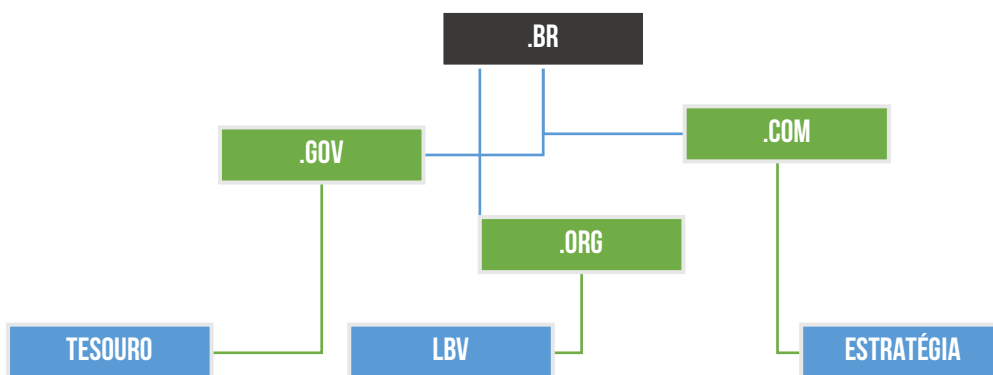 .BR
.GOV
.COM
.ORG
TESOURO
LBV
ESTRATÉGIA